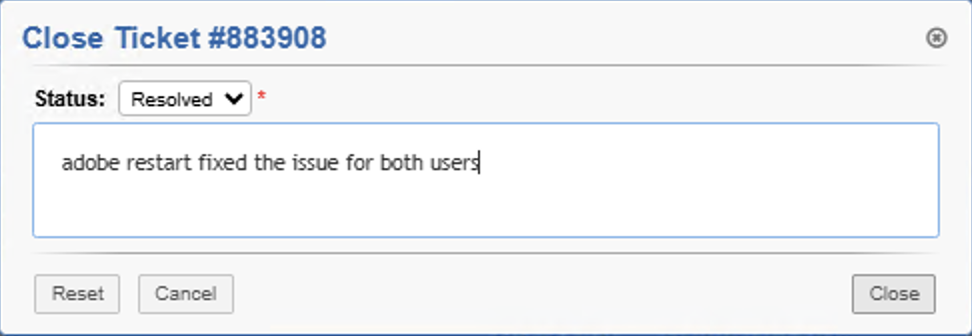 Close Ticket #883908
Status: Resolved *
adobe restart fixed the issue for both users
Reset Cancel Close